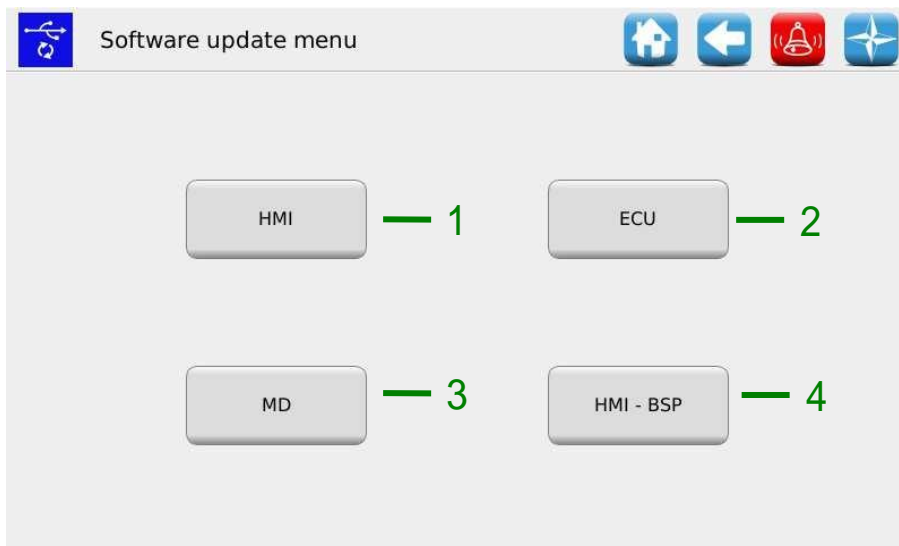 Software update menu
HMI 1
ECU 2
MD 3
HMI - BSP 4